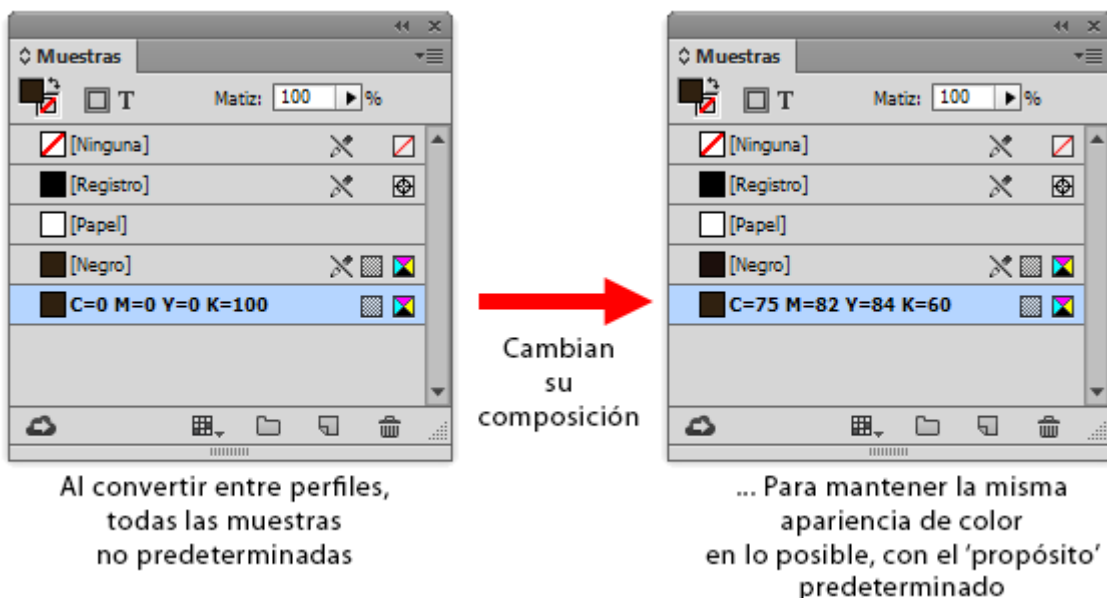 Muestras
T Matiz: 100 %
[Ninguna]
[Registro]
[Papel]
[Negro]
C=0 M=0 Y=0 K=100
Al convertir entre perfiles,
todas las muestras
no predeterminadas
Cambian
su
composición
Muestras
T Matiz: 100 %
[Ninguna]
[Registro]
[Papel]
[Negro]
C=75 M=82 Y=84 K=60
... Para mantener la misma
apariencia de color
en lo posible, con el ‘propósito’
predeterminado